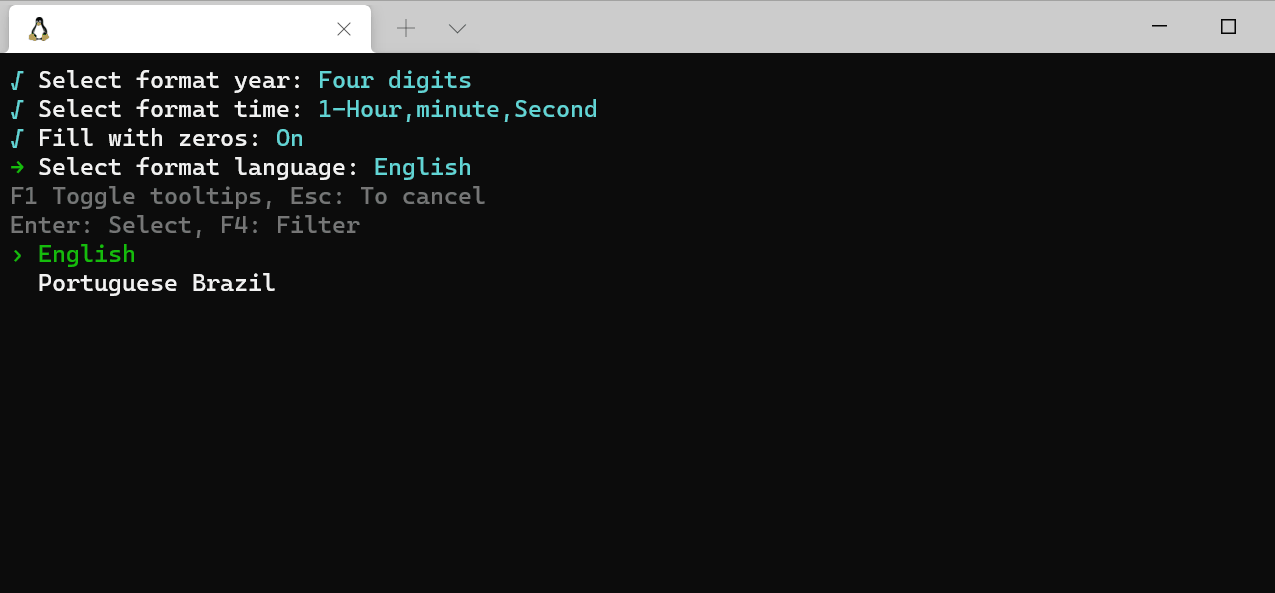 √ Select format year: Four digits
√ Select format time: 1-Hour,minute,Second
√ Fill with zeros: On
→ Select format language: English
F1 Toggle tooltips, Esc: To cancel
Enter: Select, F4: Filter
› English
Portuguese Brazil